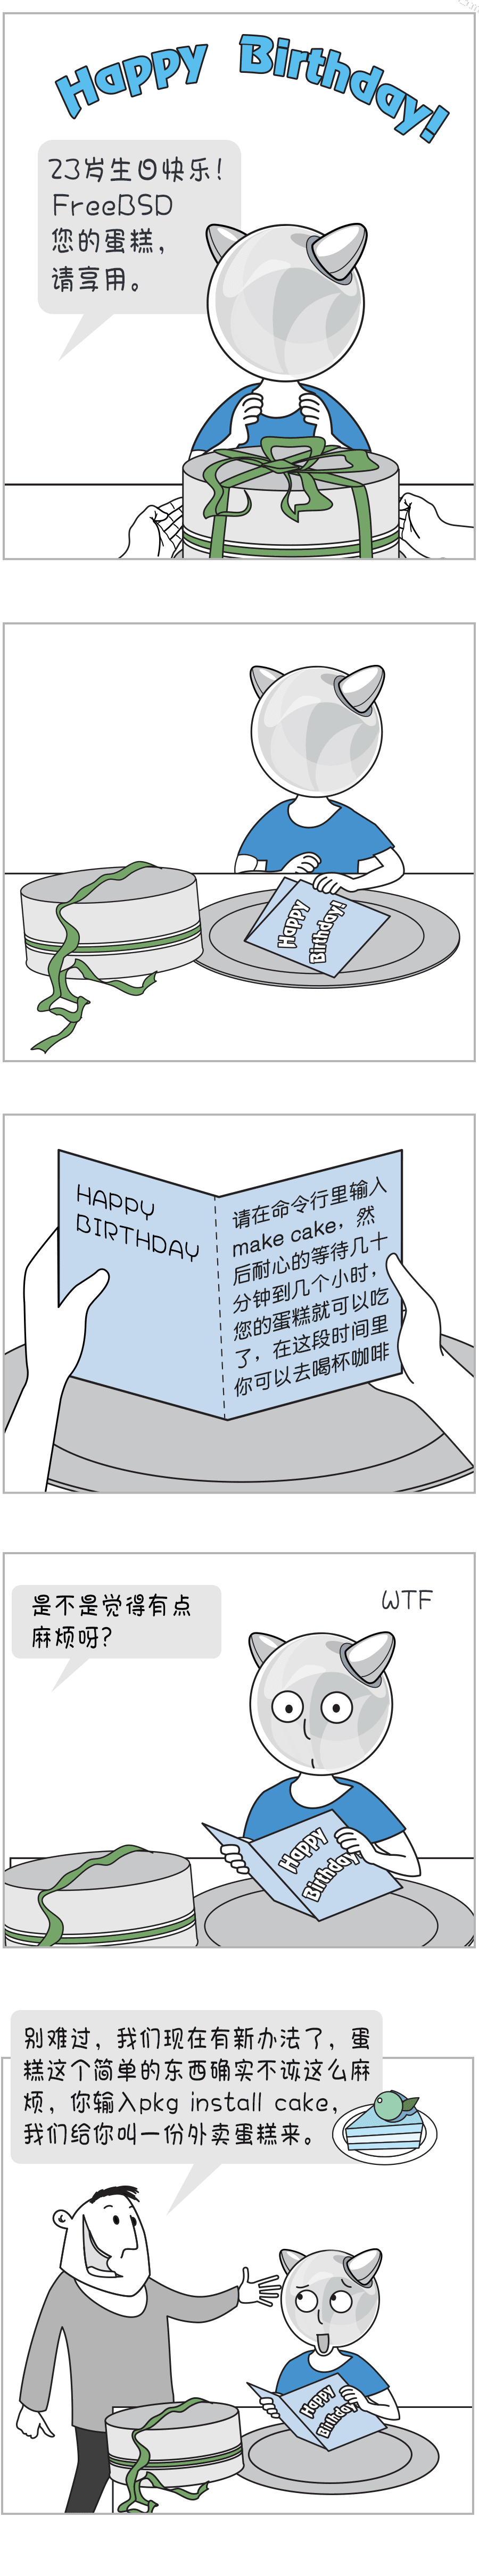 Happy Birthday!
23岁生日快乐！
FreeBSD
您的蛋糕，
请享用。
Happy
Birthday!
HAPPY
BIRTHDAY
请在命令行里输入
make cake，然
后耐心的等待几十
分钟到几个小时，
您的蛋糕就可以吃
了，在这段时间里
你可以去喝杯咖啡
是不是觉得有点
麻烦呀？
WTF
Happy
Birthday
别难过，我们现在有新办法了，蛋
糕这个简单的东西确实不该这么麻
烦，你输入pkg install cake，
我们给你叫一份外卖蛋糕来。
Happy
Birthday!